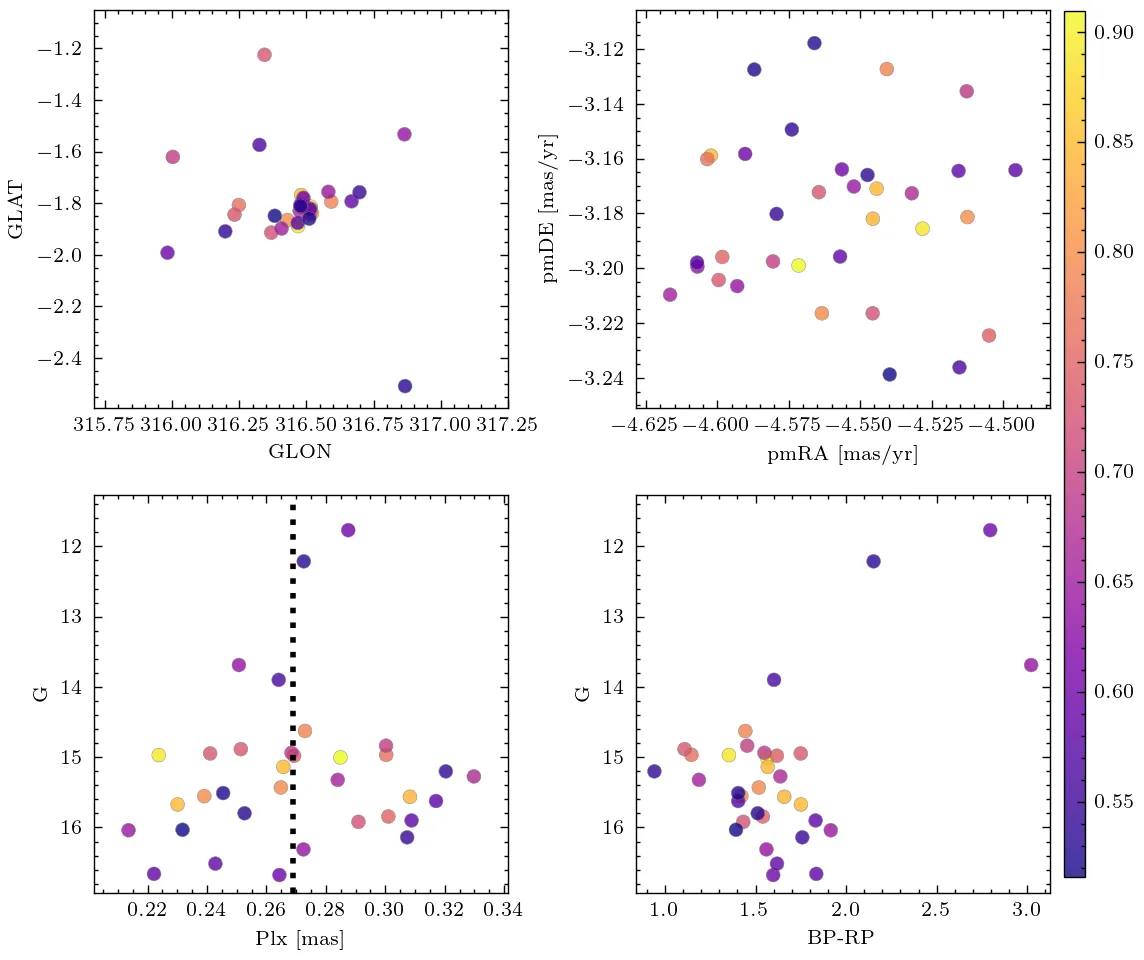 −1.2
−1.4
−1.6
−1.8
−2.0
−2.2
−2.4
GLAT
315.75 316.00 316.25 316.50 316.75 317.00 317.25
GLON
−3.12
−3.14
−3.16
−3.18
−3.20
−3.22
−3.24
pmDE [mas/yr]
−4.625 −4.600 −4.575 −4.550 −4.525 −4.500
pmRA [mas/yr]
0.90
0.85
0.80
0.75
0.70
0.65
0.60
0.55
12
13
14
15
16
G
0.22 0.24 0.26 0.28 0.30 0.32 0.34
Plx [mas]
12
13
14
15
16
G
1.0 1.5 2.0 2.5 3.0
BP-RP